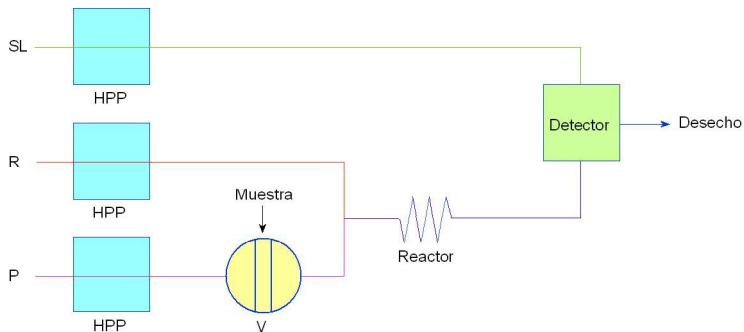 SL
HPP
Detector
Desecho
R
HPP
Muestra
Reactor
P
HPP
V